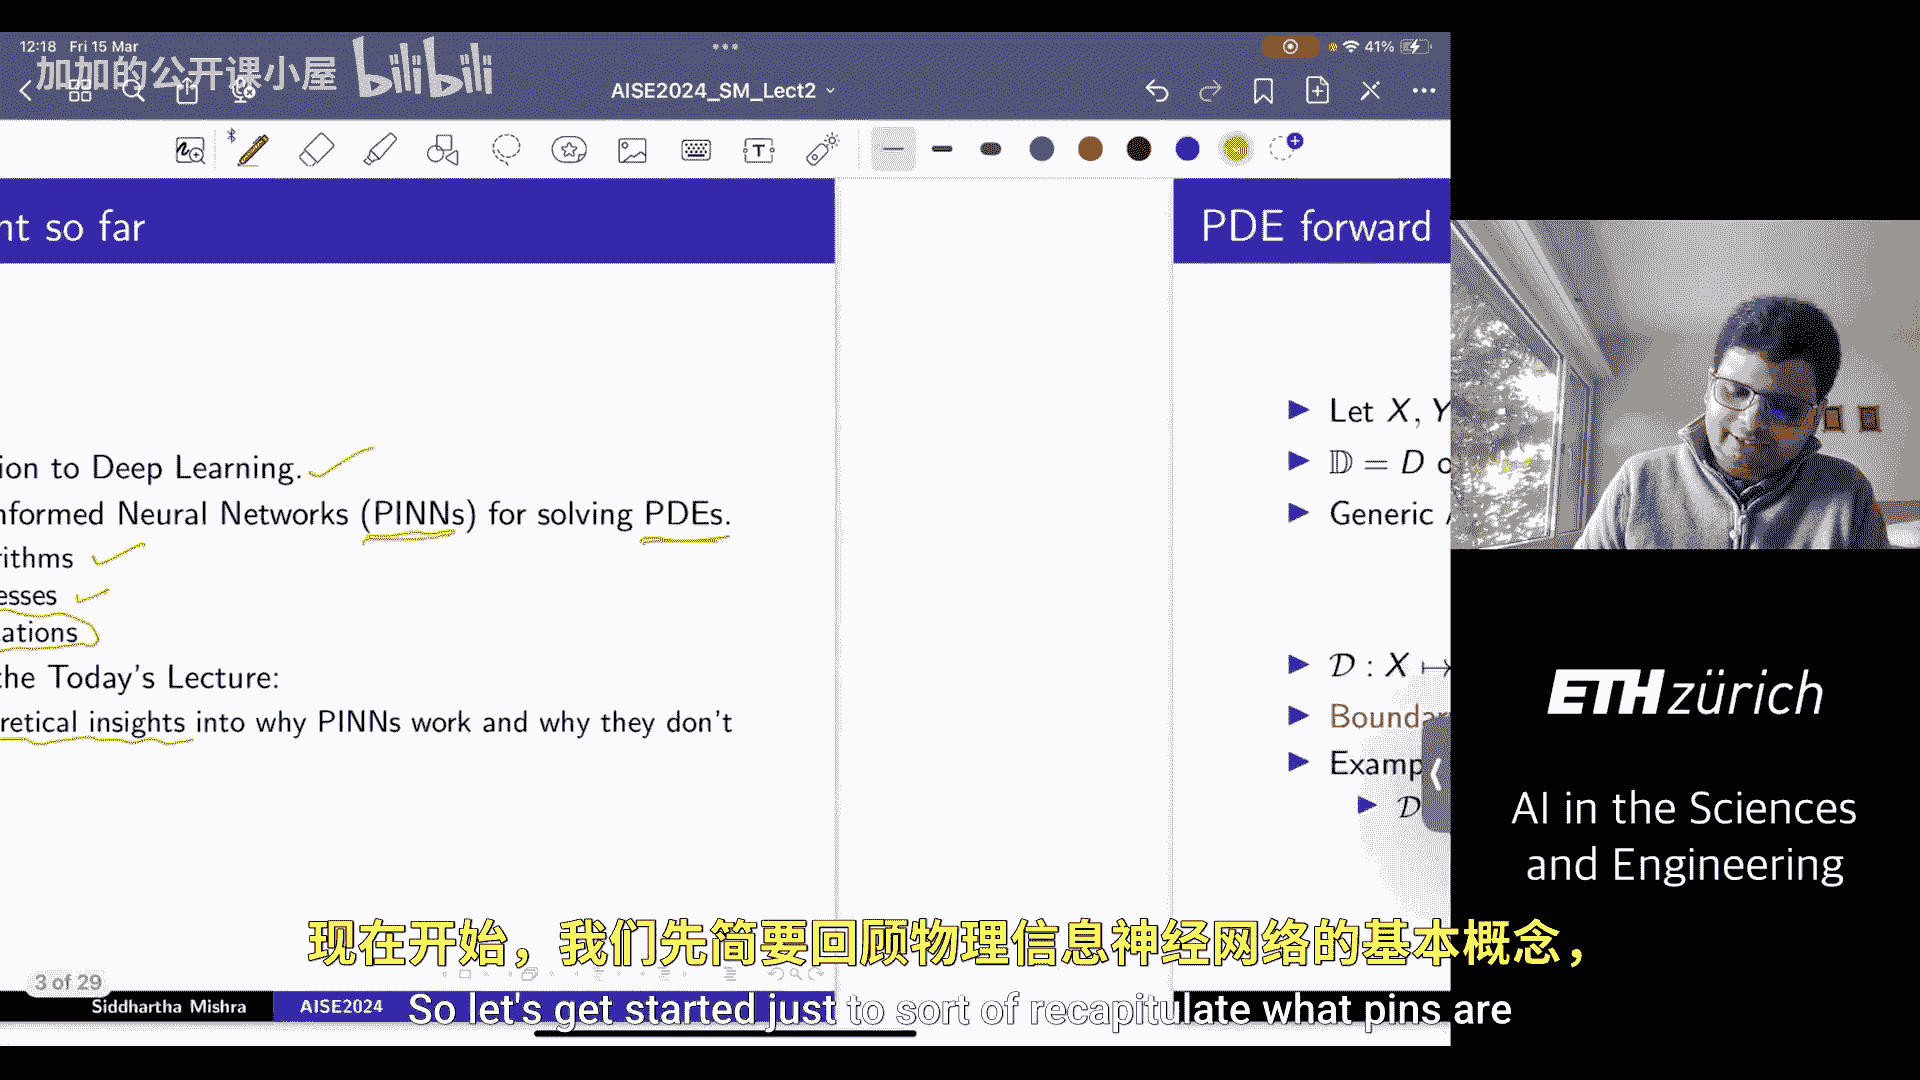 12:18 Fri 15 Mar
41%
加加的公开课小屋 bilibili
AISE2024_SM_Lect2
T
nt so far
ion to Deep Learning.
nformed Neural Networks (PINNs) for solving PDEs.
rithms
esses
ations
the Today's Lecture:
retical insights into why PINNs work and why they don't
3 of 29
Siddhartha Mishra AISE2024
PDE forward
Let X, Y
𝔻 = D o
Generic
𝒟 : X ↦
Boundar
Examp
𝒟
ETH zürich
AI in the Sciences
and Engineering
现在开始，我们先简要回顾物理信息神经网络的基本概念，
So let's get started just to sort of recapitulate what pins are